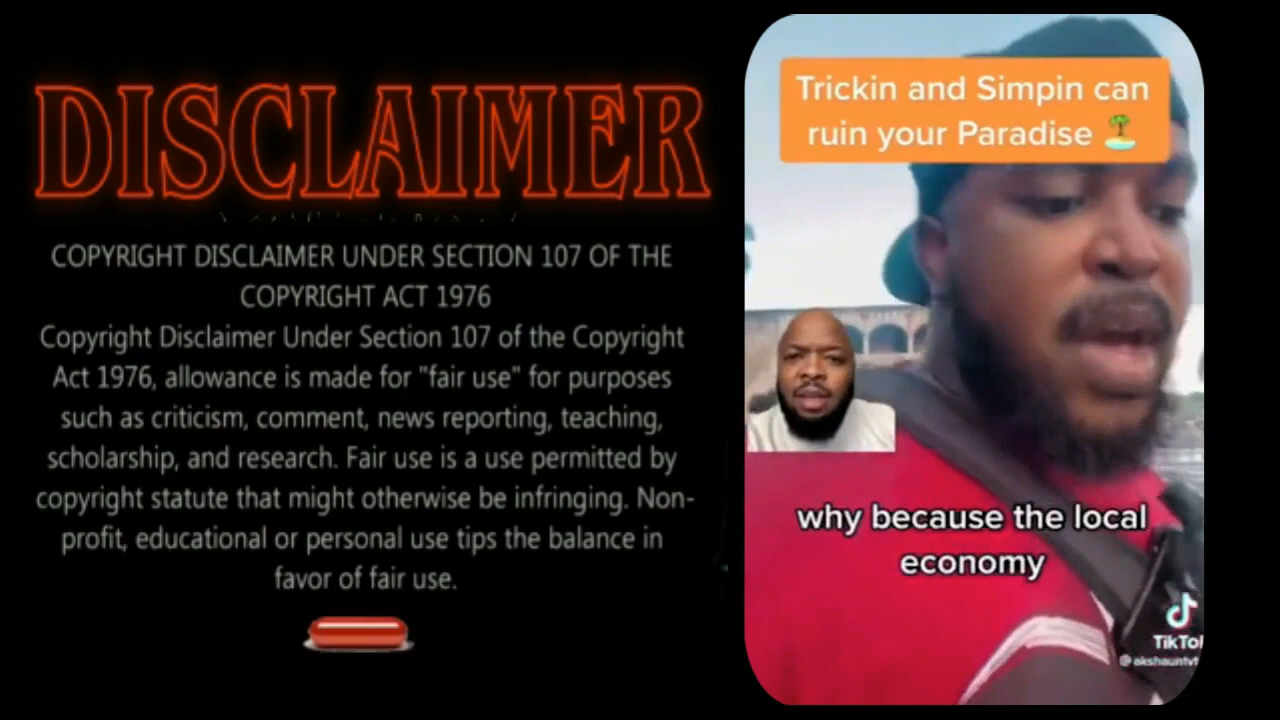 DISCLAIMER
COPYRIGHT DISCLAIMER UNDER SECTION 107 OF THE
COPYRIGHT ACT 1976
Copyright Disclaimer Under Section 107 of the Copyright
Act 1976, allowance is made for "fair use" for purposes
such as criticism, comment, news reporting, teaching,
scholarship, and research. Fair use is a use permitted by
copyright statute that might otherwise be infringing. Non-
profit, educational or personal use tips the balance in
favor of fair use.
Trickin and Simpin can
ruin your Paradise 🏝️
why because the local
economy
TikTok